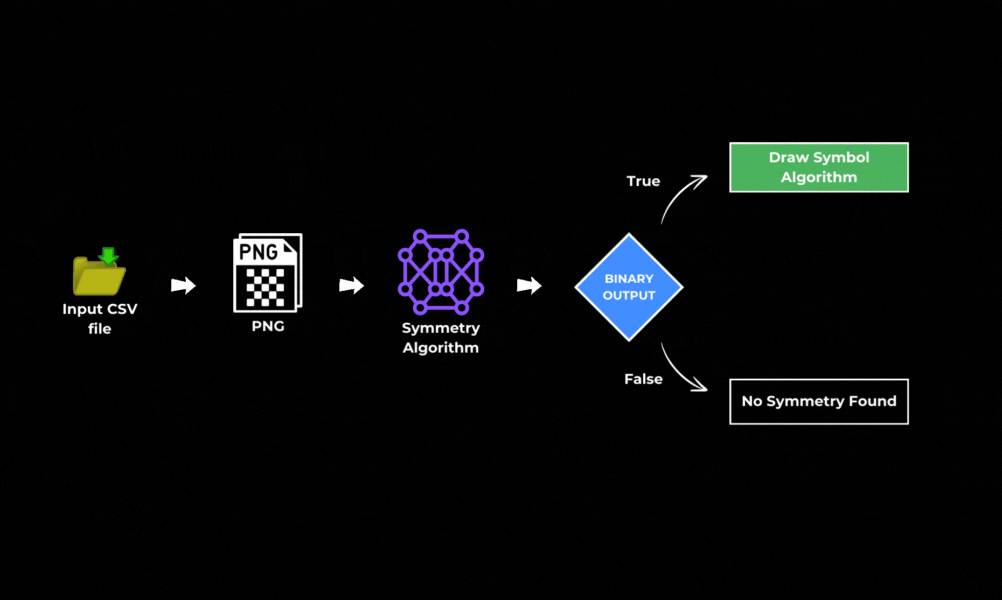 Input CSV
file
PNG
PNG
Symmetry
Algorithm
BINARY
OUTPUT
True
Draw Symbol
Algorithm
False
No Symmetry Found